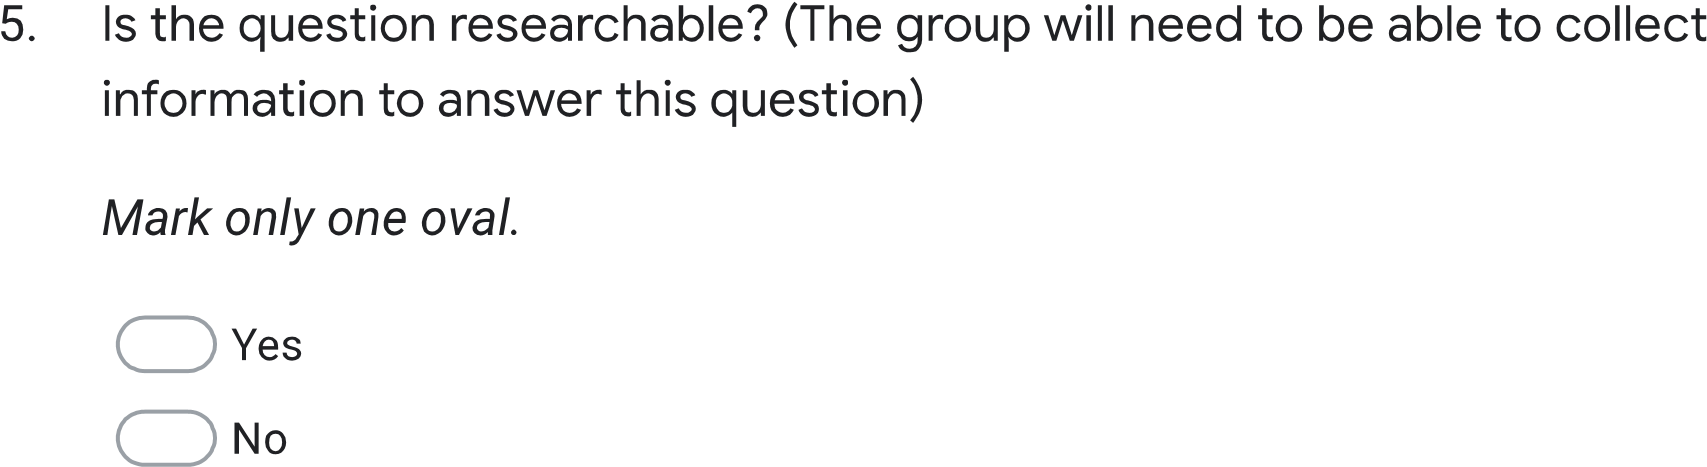 5. Is the question researchable? (The group will need to be able to collect
information to answer this question)
Mark only one oval.
Yes
No